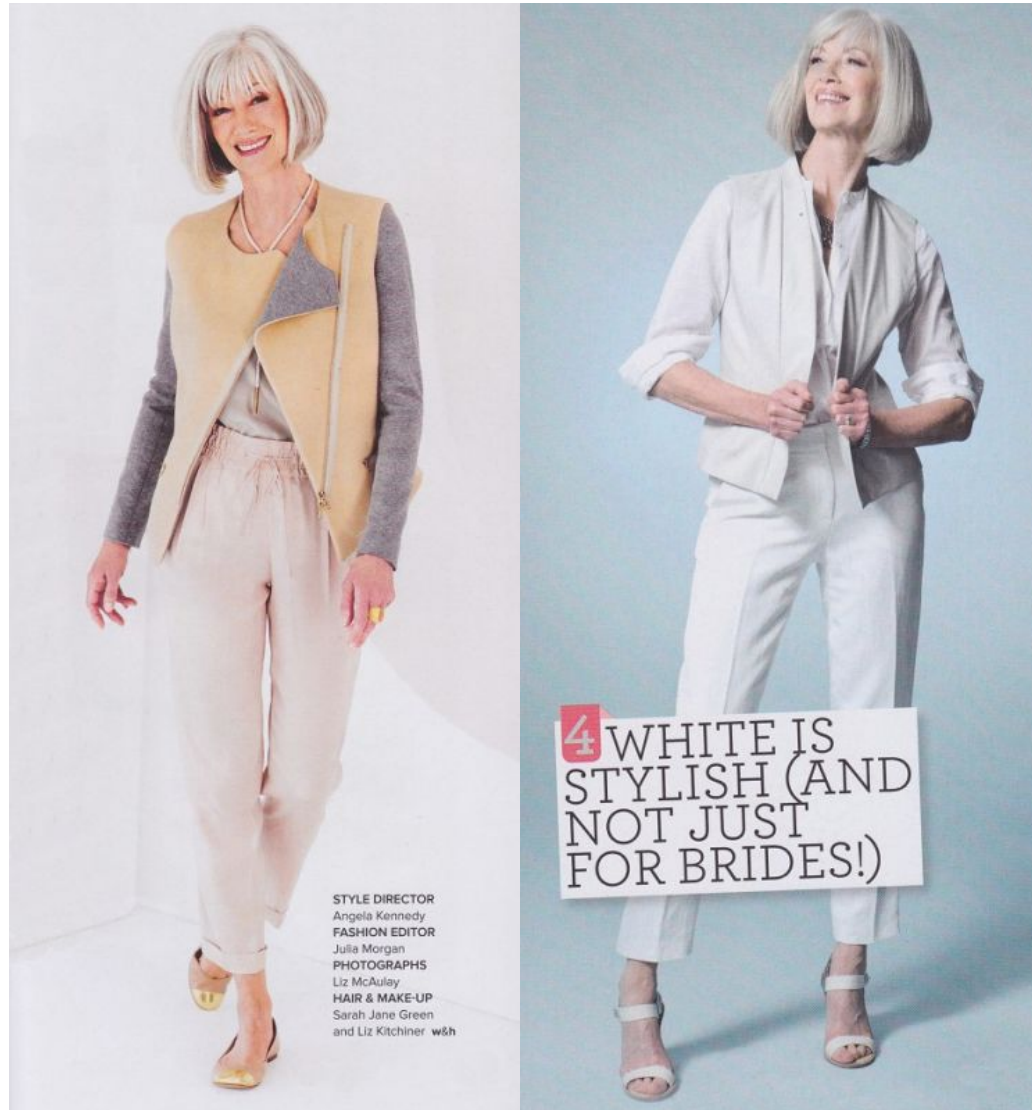 STYLE DIRECTOR
Angela Kennedy
FASHION EDITOR
Julia Morgan
PHOTOGRAPHS
Liz McAulay
HAIR & MAKE-UP
Sarah Jane Green
and Liz Kitchiner w&h
4 WHITE IS
STYLISH (AND
NOT JUST
FOR BRIDES!)